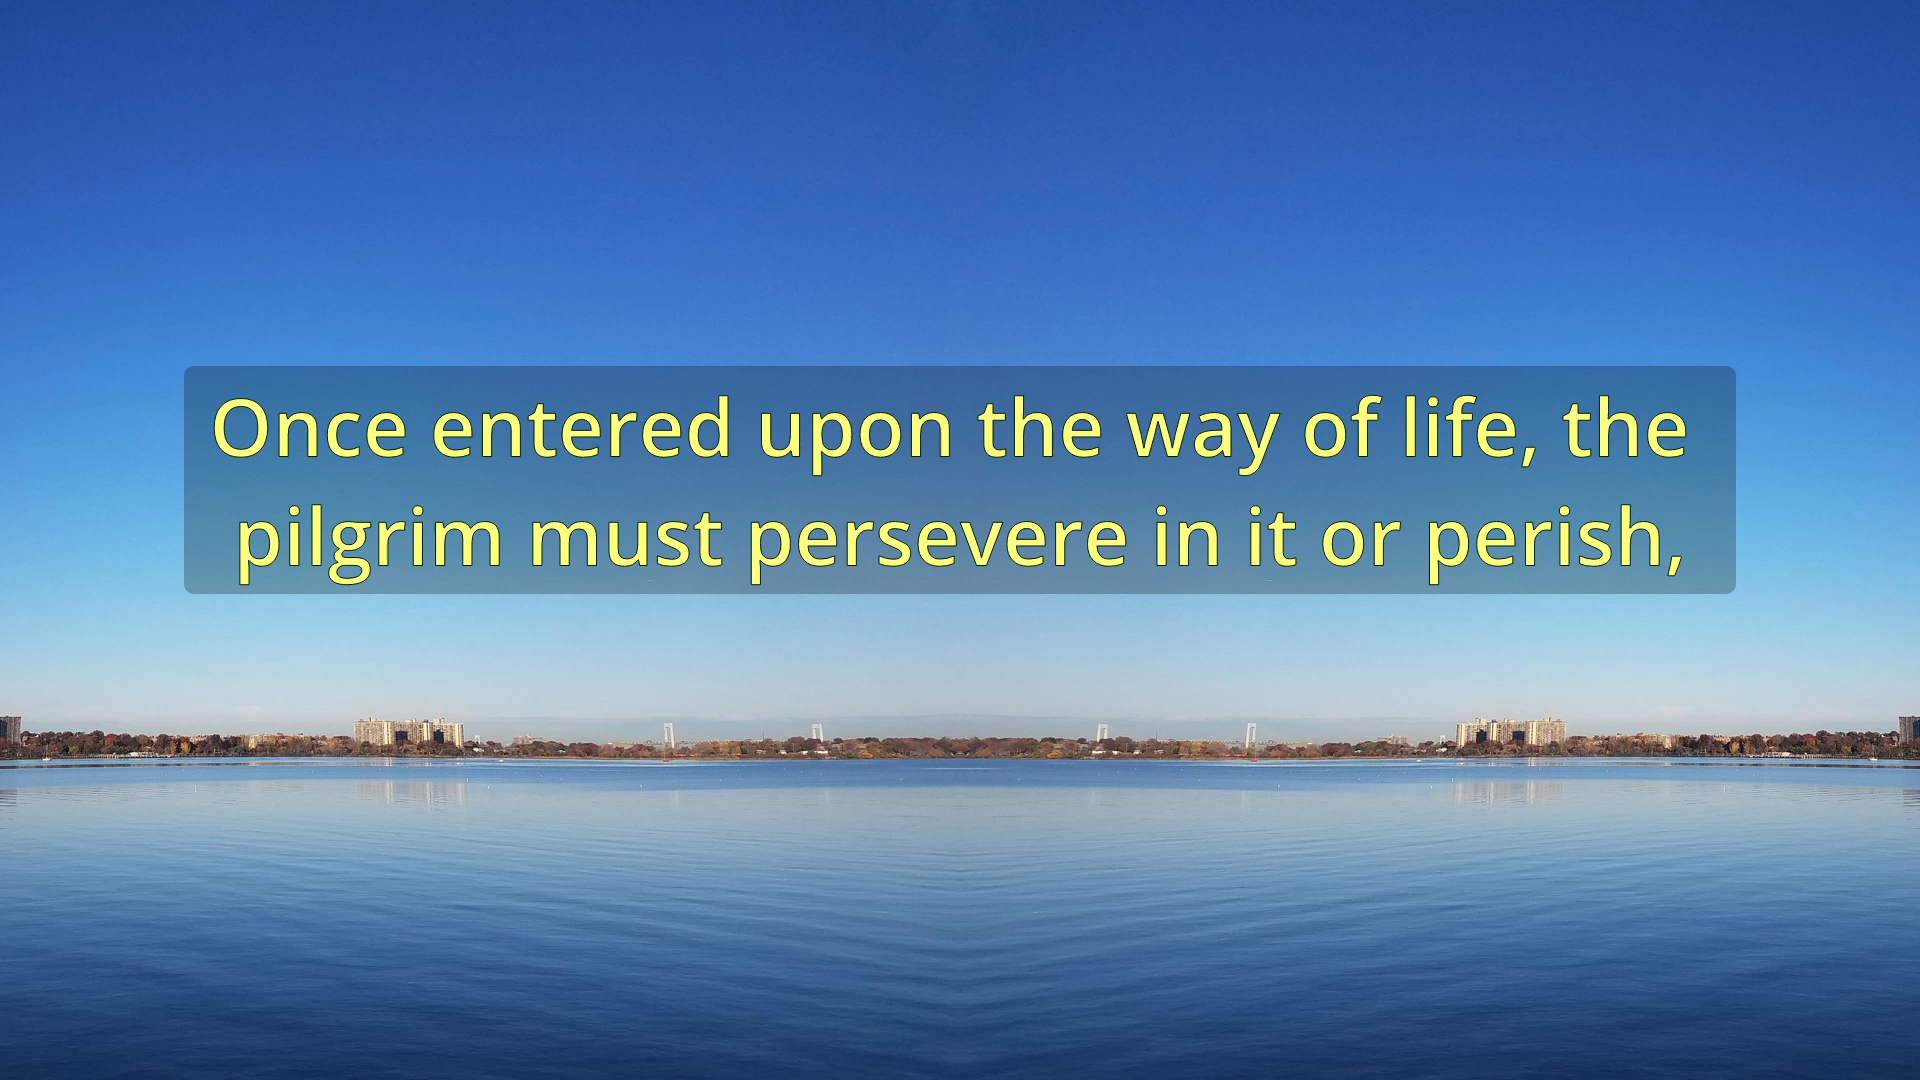 Once entered upon the way of life, the
pilgrim must persevere in it or perish,